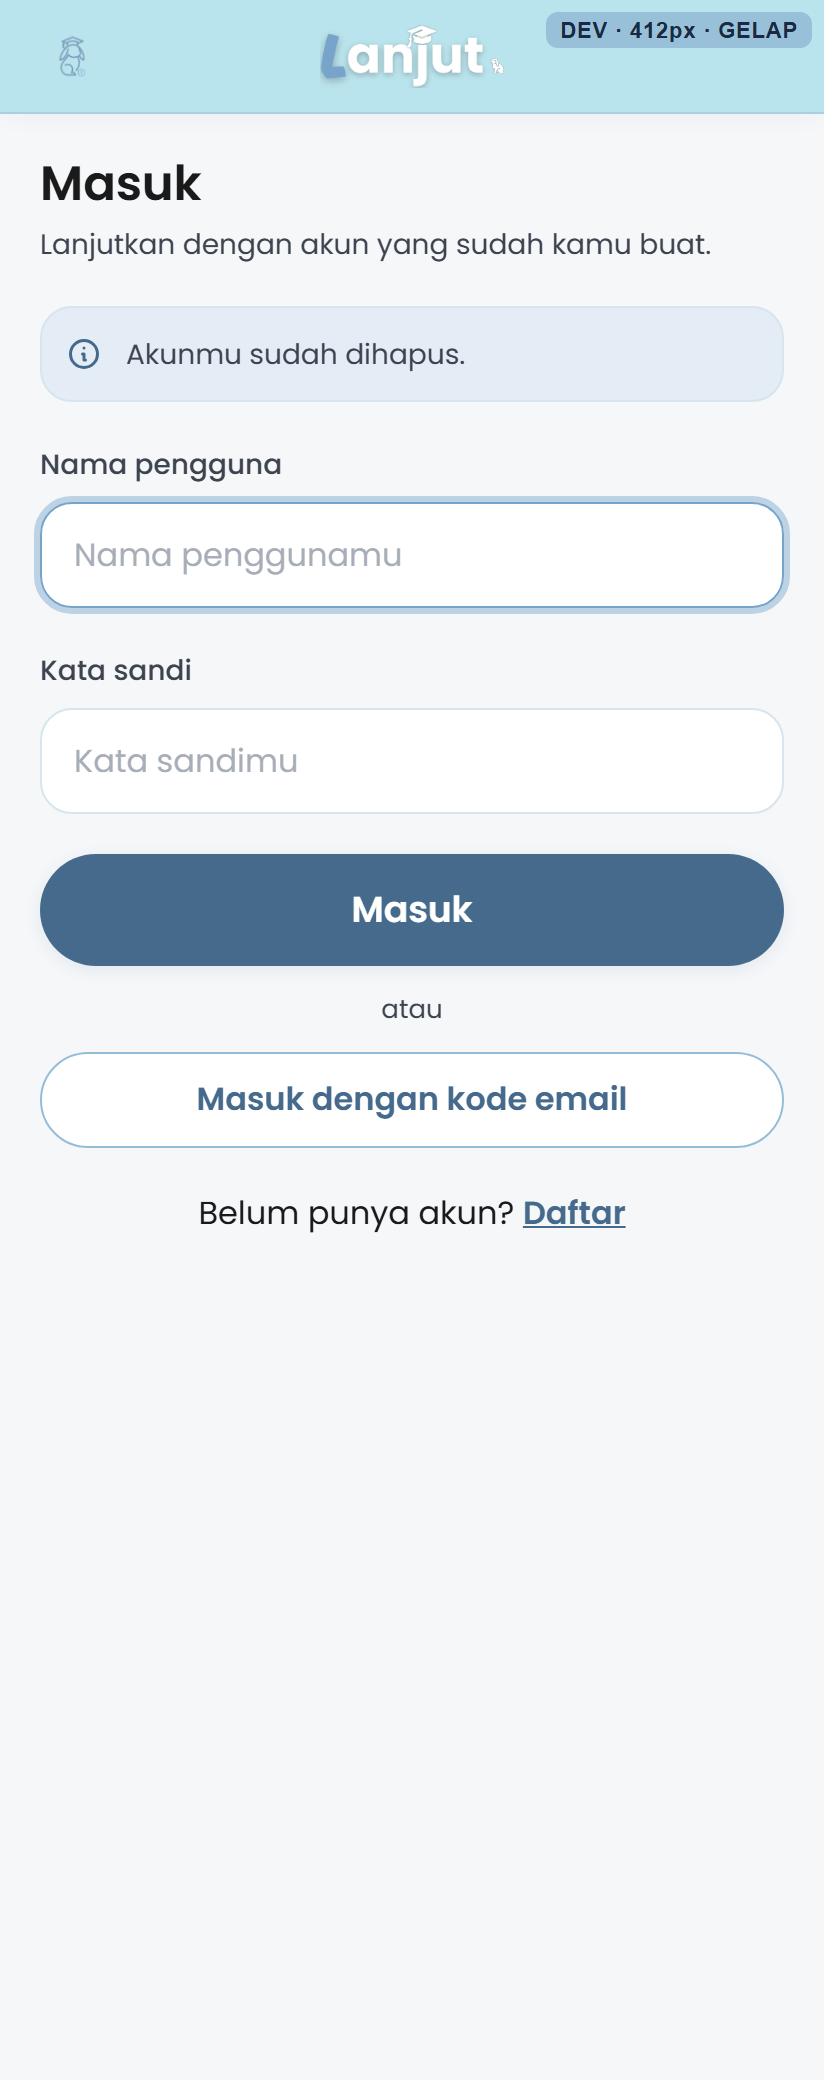 Lanjut
DEV · 412px · GELAP
Masuk
Lanjutkan dengan akun yang sudah kamu buat.
Akunmu sudah dihapus.
Nama pengguna
Nama penggunamu
Kata sandi
Kata sandimu
Masuk
atau
Masuk dengan kode email
Belum punya akun? Daftar